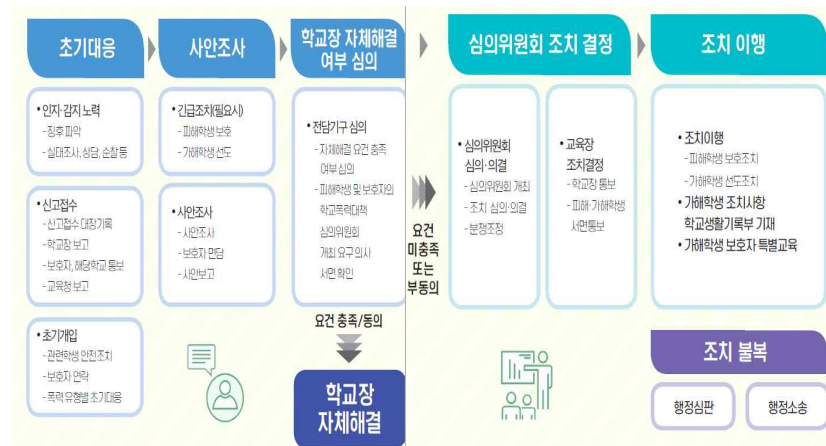 초기대응
사안조사
학교장 자체해결
여부 심의
심의위원회 조치 결정
조치 이행
• 인지·감지 노력
- 징후 파악
- 실태조사, 상담, 순찰 등
• 신고접수
- 신고접수 대장기록
- 학교장 보고
- 보호자, 해당학교 통보
- 교육청 보고
• 초기개입
- 관련학생 안전조치
- 보호자 연락
- 폭력 유형별 초기대응
• 긴급조치(필요시)
- 피해학생 보호
- 가해학생 선도
• 사안조사
- 사안조사
- 보호자 면담
- 사안보고
• 전담기구 심의
- 자체해결 요건 충족
여부 심의
- 피해학생 및 보호자의
학교폭력대책
심의위원회
개최 요구 의사
서면 확인
요건 충족/동의
학교장
자체해결
요건
미충족
또는
부동의
• 심의위원회
심의·의결
- 심의위원회 개최
- 조치 심의·의결
- 분쟁조정
• 교육장
조치결정
- 학교장 통보
- 피해·가해학생
서면통보
• 조치이행
- 피해학생 보호조치
- 가해학생 선도조치
• 가해학생 조치사항
학교생활기록부 기재
• 가해학생 보호자 특별교육
조치 불복
행정심판
행정소송